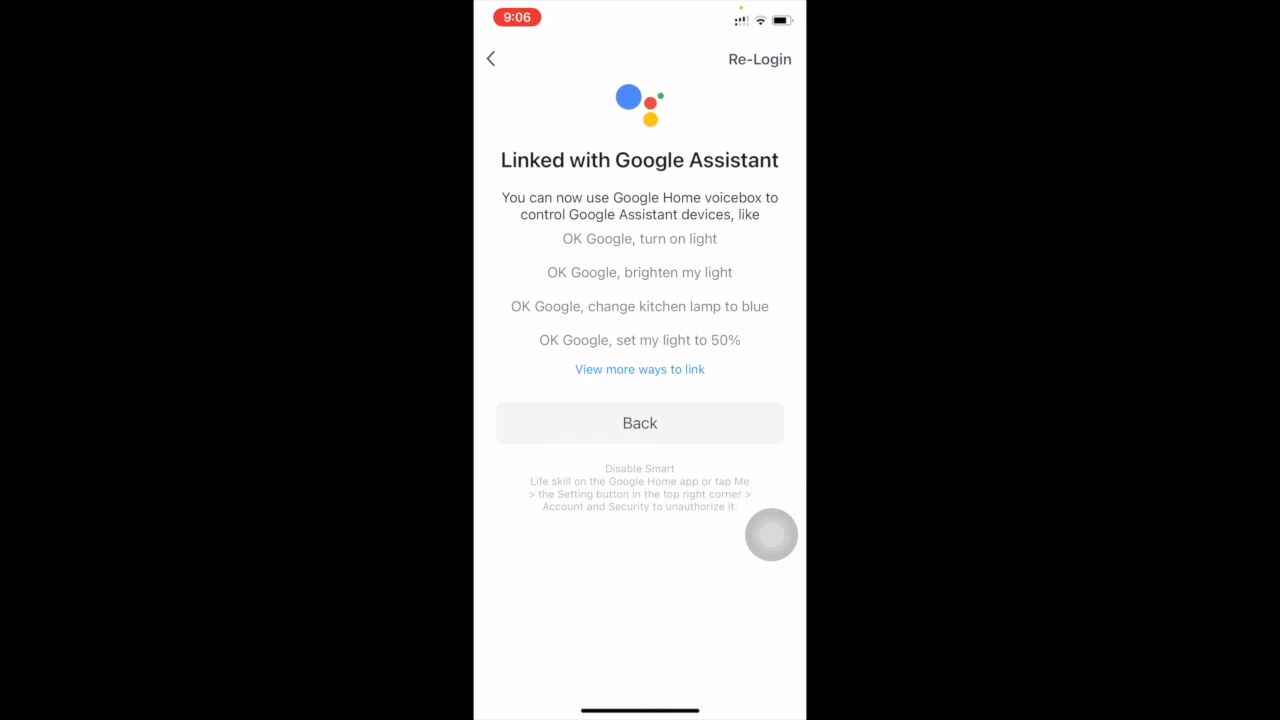 9:06
Re-Login
Linked with Google Assistant
You can now use Google Home voicebox to
control Google Assistant devices, like
OK Google, turn on light
OK Google, brighten my light
OK Google, change kitchen lamp to blue
OK Google, set my light to 50%
View more ways to link
Back
Disable Smart
Life skill on the Google Home app or tap Me
> the Setting button in the top right corner >
Account and Security to unauthorize it.